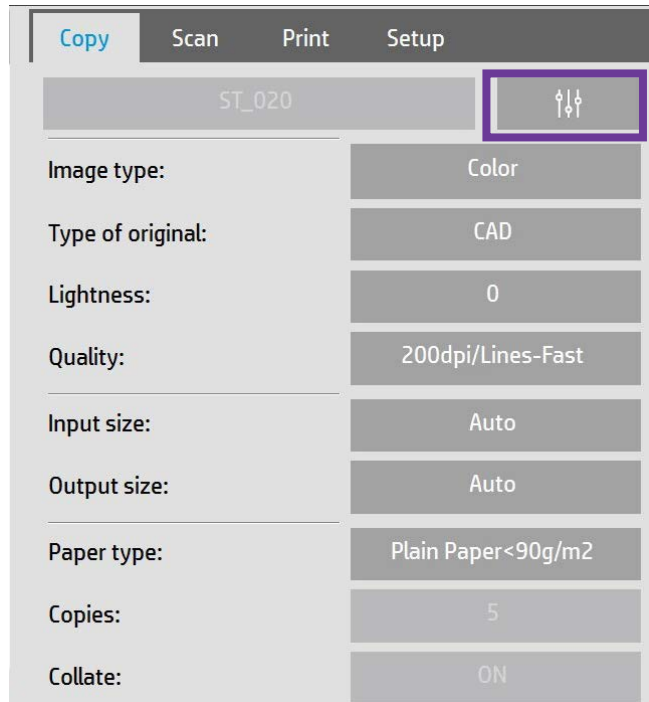 Copy Scan Print Setup
ST_020
Image type: Color
Type of original: CAD
Lightness: 0
Quality: 200dpi/Lines-Fast
Input size: Auto
Output size: Auto
Paper type: Plain Paper<90g/m2
Copies: 5
Collate: ON